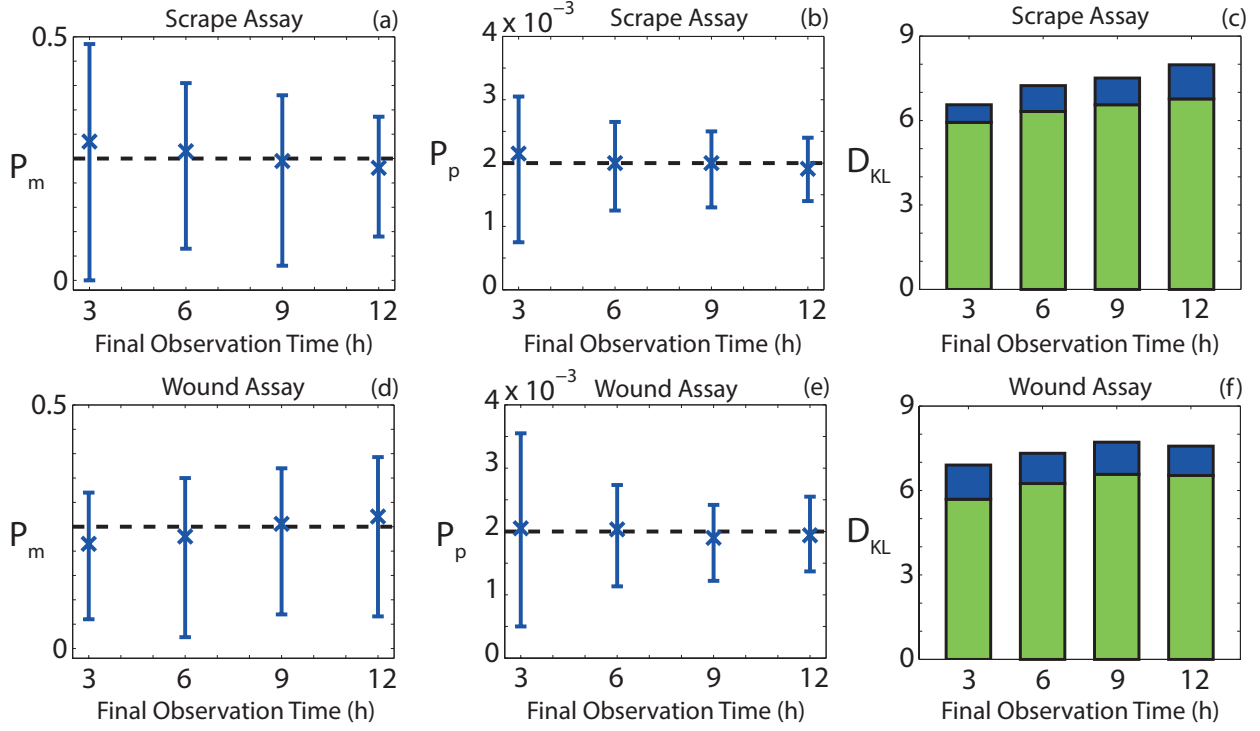 Scrape Assay (a)
0.5
P_m
0
3 6 9 12
Final Observation Time (h)
Scrape Assay (b)
4 x 10^−3
3
P_p
2
1
0
3 6 9 12
Final Observation Time (h)
Scrape Assay (c)
9
6
D_KL
3
0
3 6 9 12
Final Observation Time (h)
Wound Assay (d)
0.5
P_m
0
3 6 9 12
Final Observation Time (h)
Wound Assay (e)
4 x 10^−3
3
P_p
2
1
0
3 6 9 12
Final Observation Time (h)
Wound Assay (f)
9
6
D_KL
3
0
3 6 9 12
Final Observation Time (h)